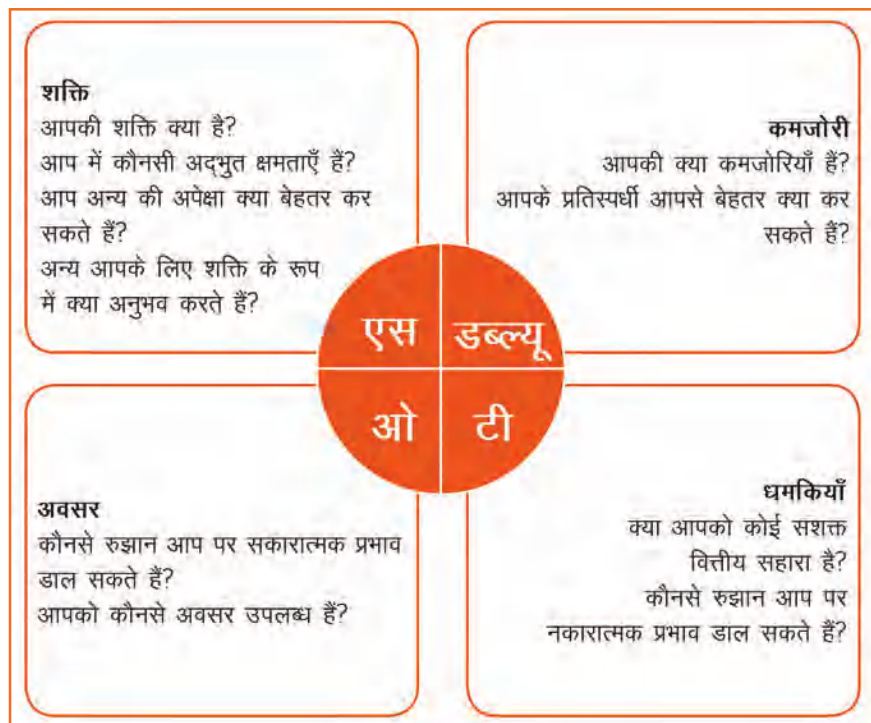 शक्ति
आपकी शक्ति क्या है?
आप में कौनसी अद्‌भुत क्षमताएँ हैं?
आप अन्य की अपेक्षा क्या बेहतर कर
सकते हैं?
अन्य आपके लिए शक्ति के रूप
में क्या अनुभव करते हैं?
कमजोरी
आपकी क्या कमजोरियाँ हैं?
आपके प्रतिस्पर्धी आपसे बेहतर क्या कर
सकते हैं?
एस
डब्ल्यू
ओ
टी
अवसर
कौनसे रुझान आप पर सकारात्मक प्रभाव
डाल सकते हैं?
आपको कौनसे अवसर उपलब्ध हैं?
धमकियाँ
क्या आपको कोई सशक्त
वित्तीय सहारा है?
कौनसे रुझान आप पर
नकारात्मक प्रभाव डाल सकते हैं?